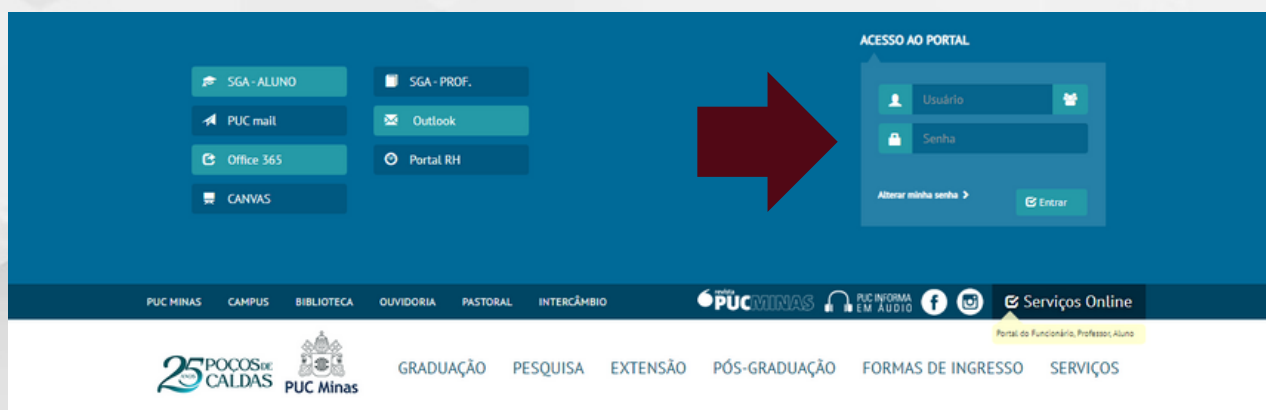 ACESSO AO PORTAL
SGA - ALUNO
SGA - PROF.
Usuário
PUC mail
Outlook
Senha
Office 365
Portal RH
CANVAS
Alterar minha senha
Entrar
PUC MINAS CAMPUS BIBLIOTECA OUVIDORIA PASTORAL INTERCÂMBIO
revista
PUCMINAS
PUC INFORMA
EM ÁUDIO
Serviços Online
Portal do Funcionário, Professor, Aluno
25 ANOS
POÇOS DE
CALDAS
PUC Minas
GRADUAÇÃO PESQUISA EXTENSÃO PÓS-GRADUAÇÃO FORMAS DE INGRESSO SERVIÇOS